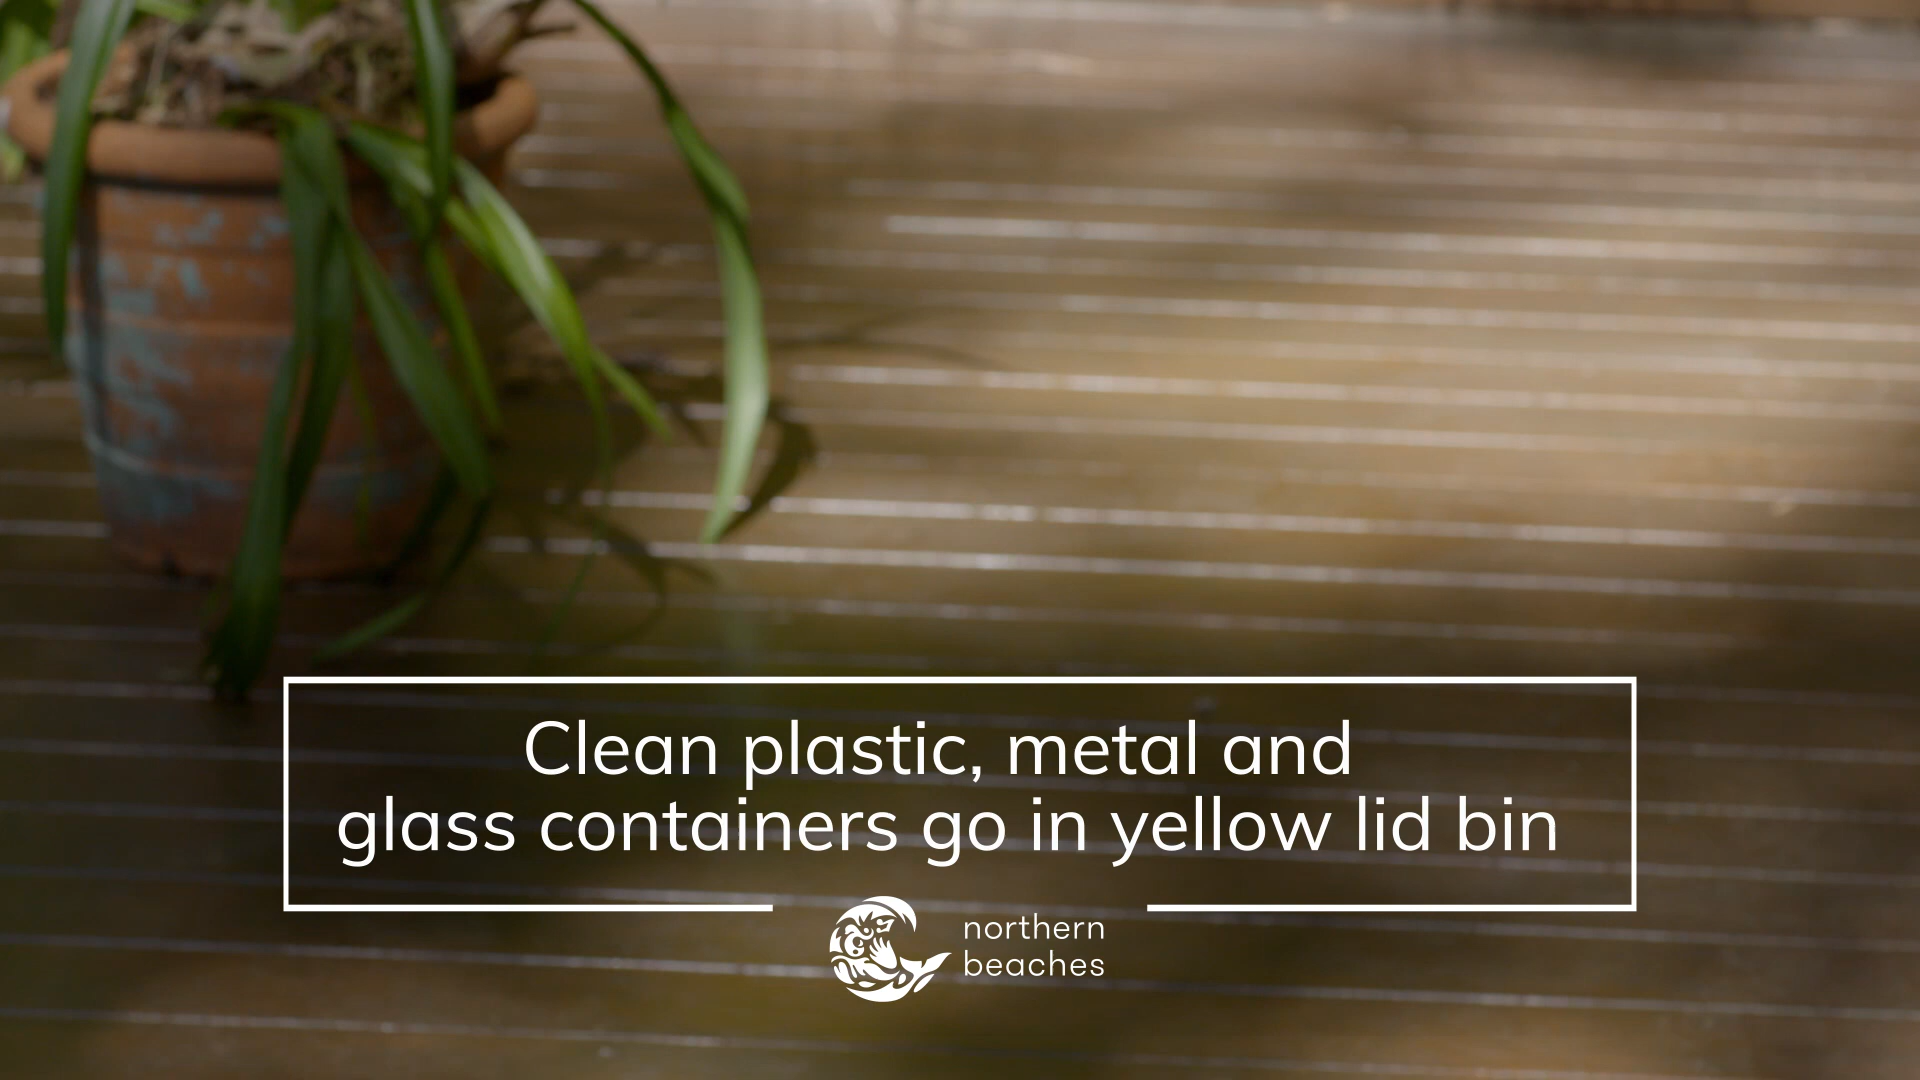 Clean plastic, metal and
glass containers go in yellow lid bin
northern
beaches